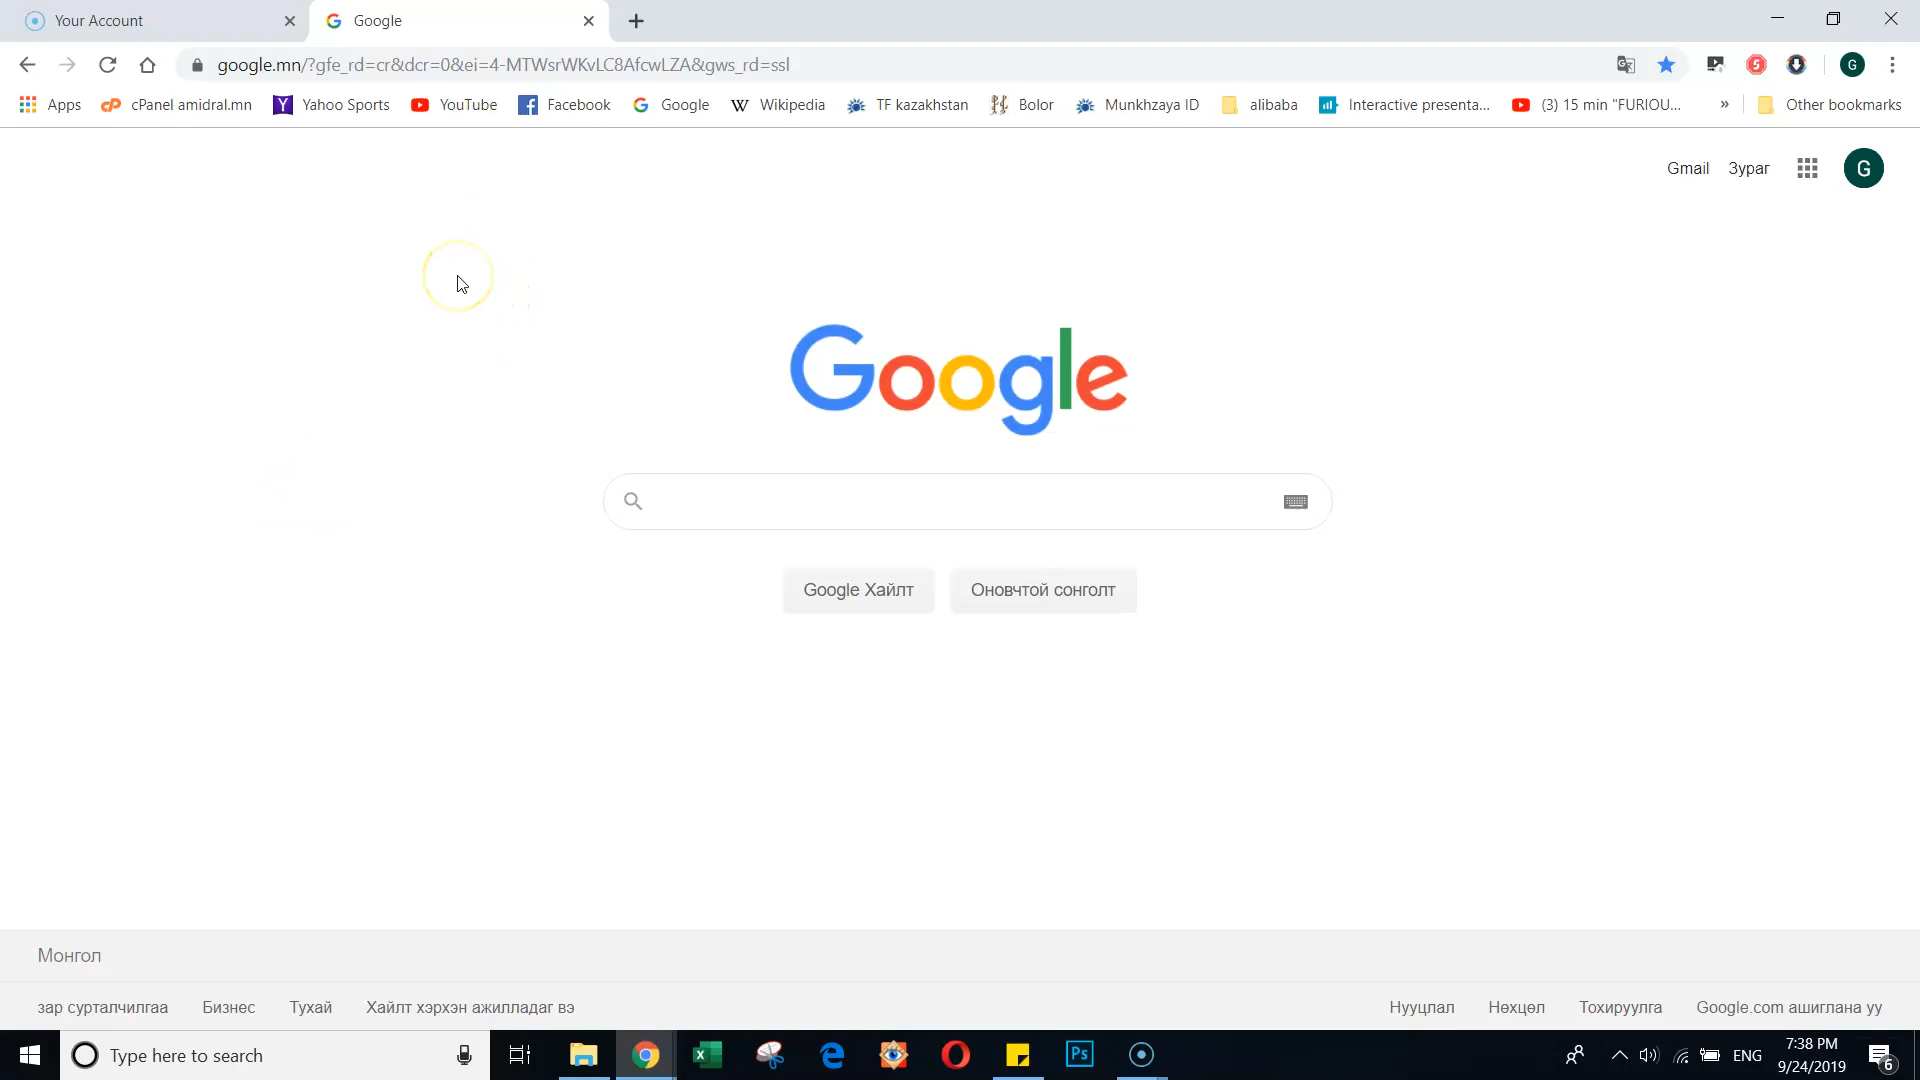 Your Account
Google
google.mn/?gfe_rd=cr&dcr=0&ei=4-MTWsrWKvLC8AfcwLZA&gws_rd=ssl
G
Apps
cPanel amidral.mn
Yahoo Sports
YouTube
Facebook
Google
Wikipedia
TF kazakhstan
Bolor
Munkhzaya ID
alibaba
Interactive presenta...
(3) 15 min "FURIOU...
»
Other bookmarks
Gmail
Зураг
G
Google
Google Хайлт
Оновчтой сонголт
Монгол
зар сурталчилгаа
Бизнес
Тухай
Хайлт хэрхэн ажилладаг вэ
Нууцлал
Нөхцөл
Тохируулга
Google.com ашиглана уу
Type here to search
Ps
ENG
7:38 PM
9/24/2019
6